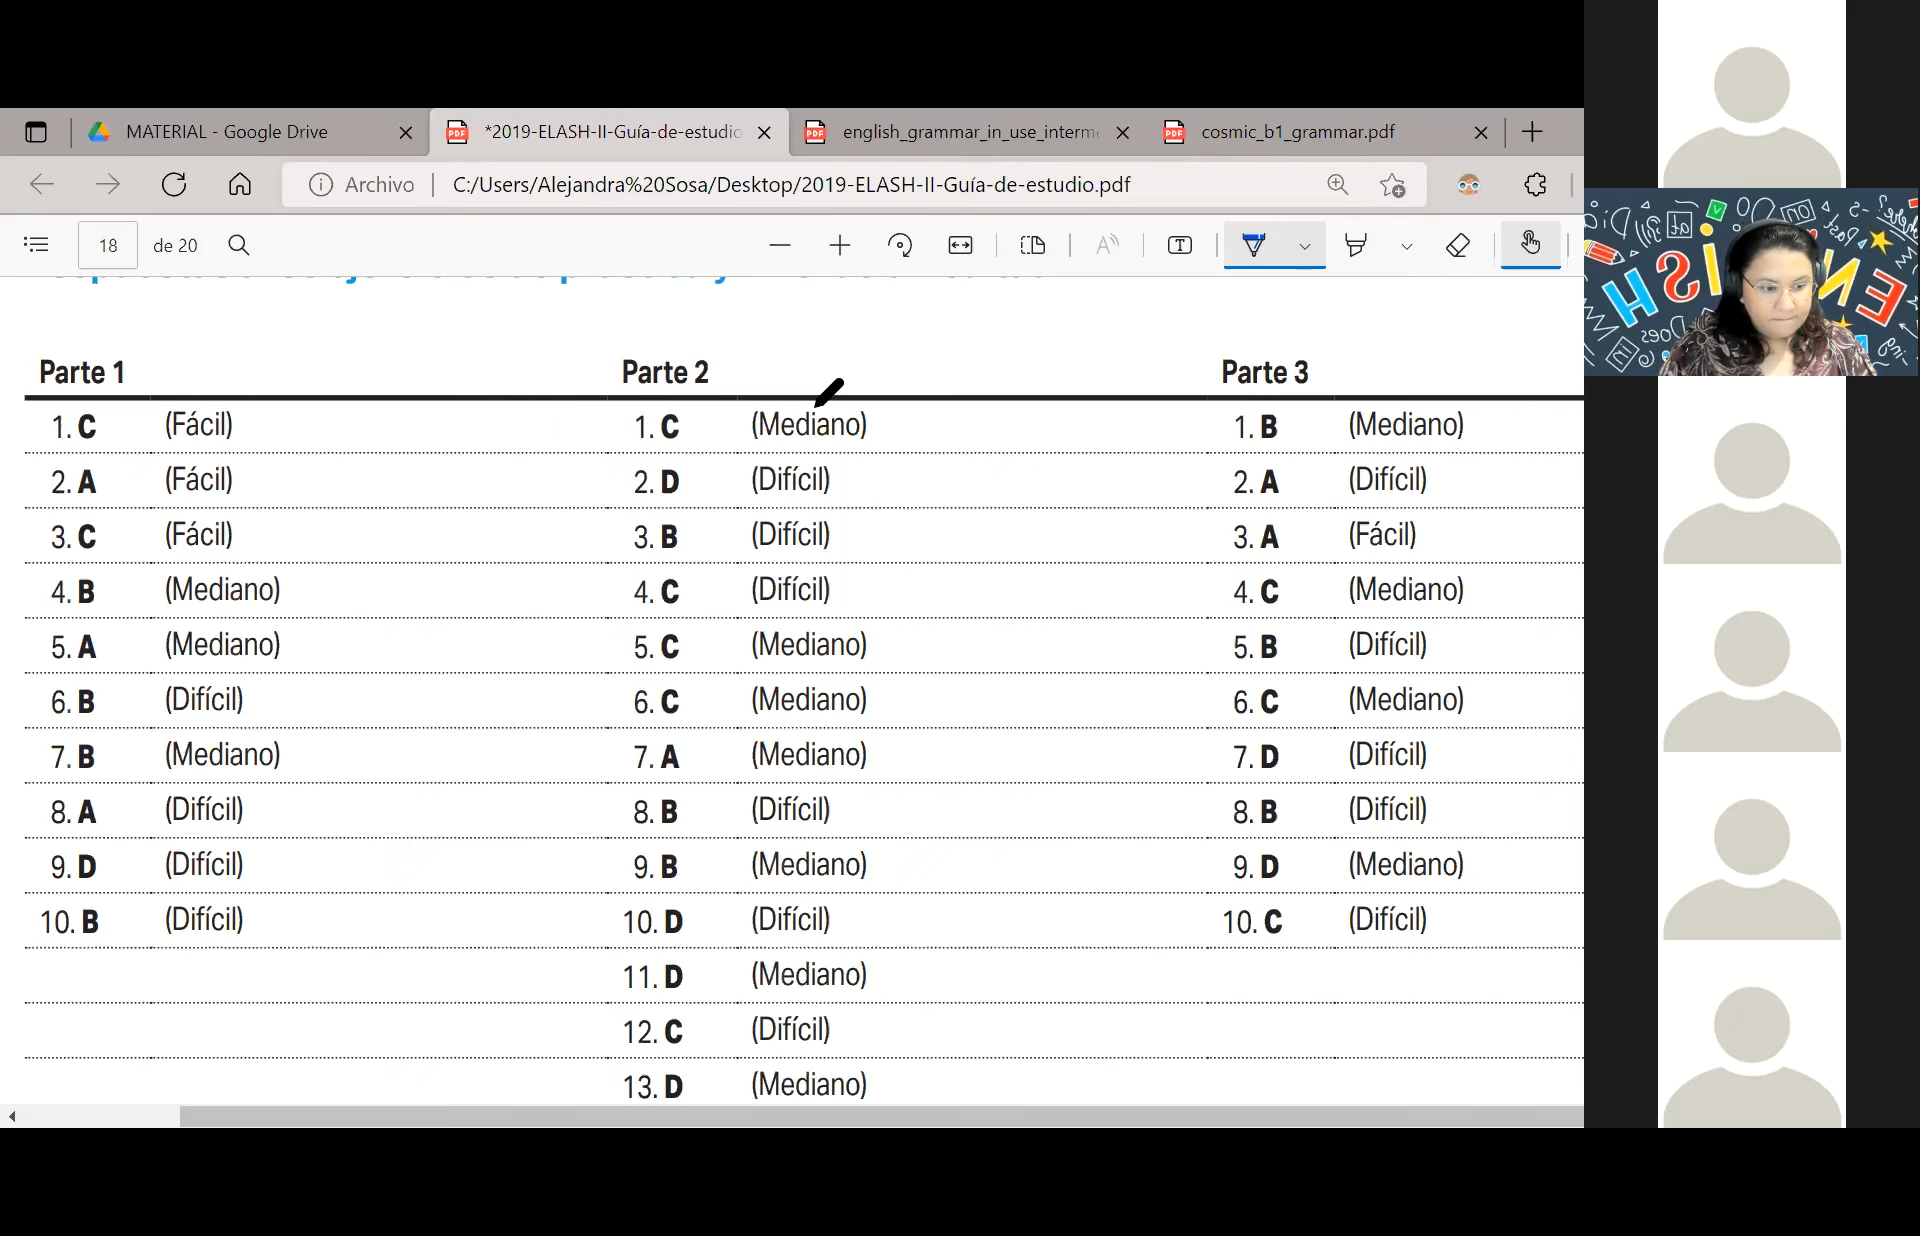 MATERIAL - Google Drive
*2019-ELASH-II-Guía-de-estudio
english_grammar_in_use_interme
cosmic_b1_grammar.pdf
Archivo
C:/Users/Alejandra%20Sosa/Desktop/2019-ELASH-II-Guía-de-estudio.pdf
18 de 20
Parte 1 Parte 2 Parte 3
1. C (Fácil) 1. C (Mediano) 1. B (Mediano)
2. A (Fácil) 2. D (Difícil) 2. A (Difícil)
3. C (Fácil) 3. B (Difícil) 3. A (Fácil)
4. B (Mediano) 4. C (Difícil) 4. C (Mediano)
5. A (Mediano) 5. C (Mediano) 5. B (Difícil)
6. B (Difícil) 6. C (Mediano) 6. C (Mediano)
7. B (Mediano) 7. A (Mediano) 7. D (Difícil)
8. A (Difícil) 8. B (Difícil) 8. B (Difícil)
9. D (Difícil) 9. B (Mediano) 9. D (Mediano)
10. B (Difícil) 10. D (Difícil) 10. C (Difícil)
11. D (Mediano)
12. C (Difícil)
13. D (Mediano)